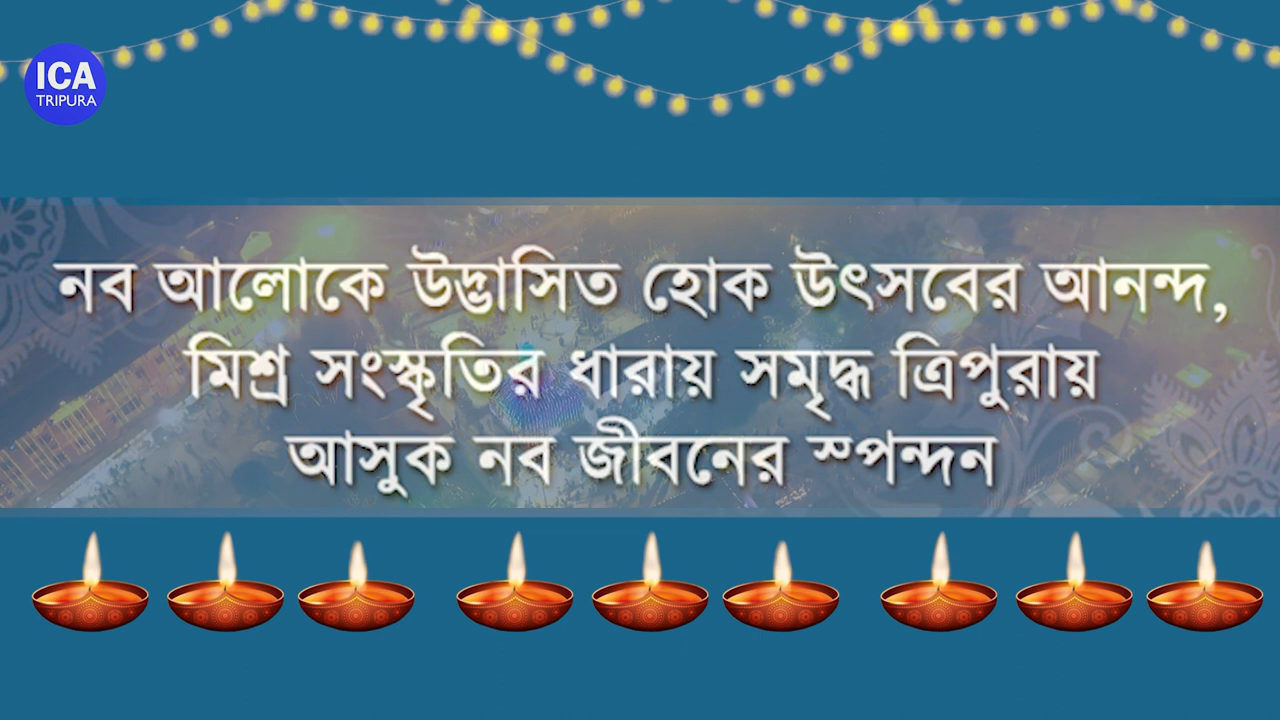 ICA
TRIPURA
নব আলোকে উদ্ভাসিত হোক উৎসবের আনন্দ,
মিশ্র সংস্কৃতির ধারায় সমৃদ্ধ ত্রিপুরায়
আসুক নব জীবনের স্পন্দন